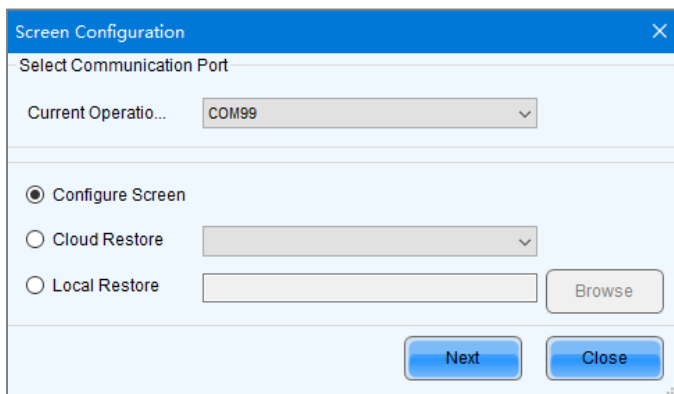 Screen Configuration
Select Communication Port
Current Operatio... COM99
Configure Screen
Cloud Restore
Local Restore Browse
Next Close